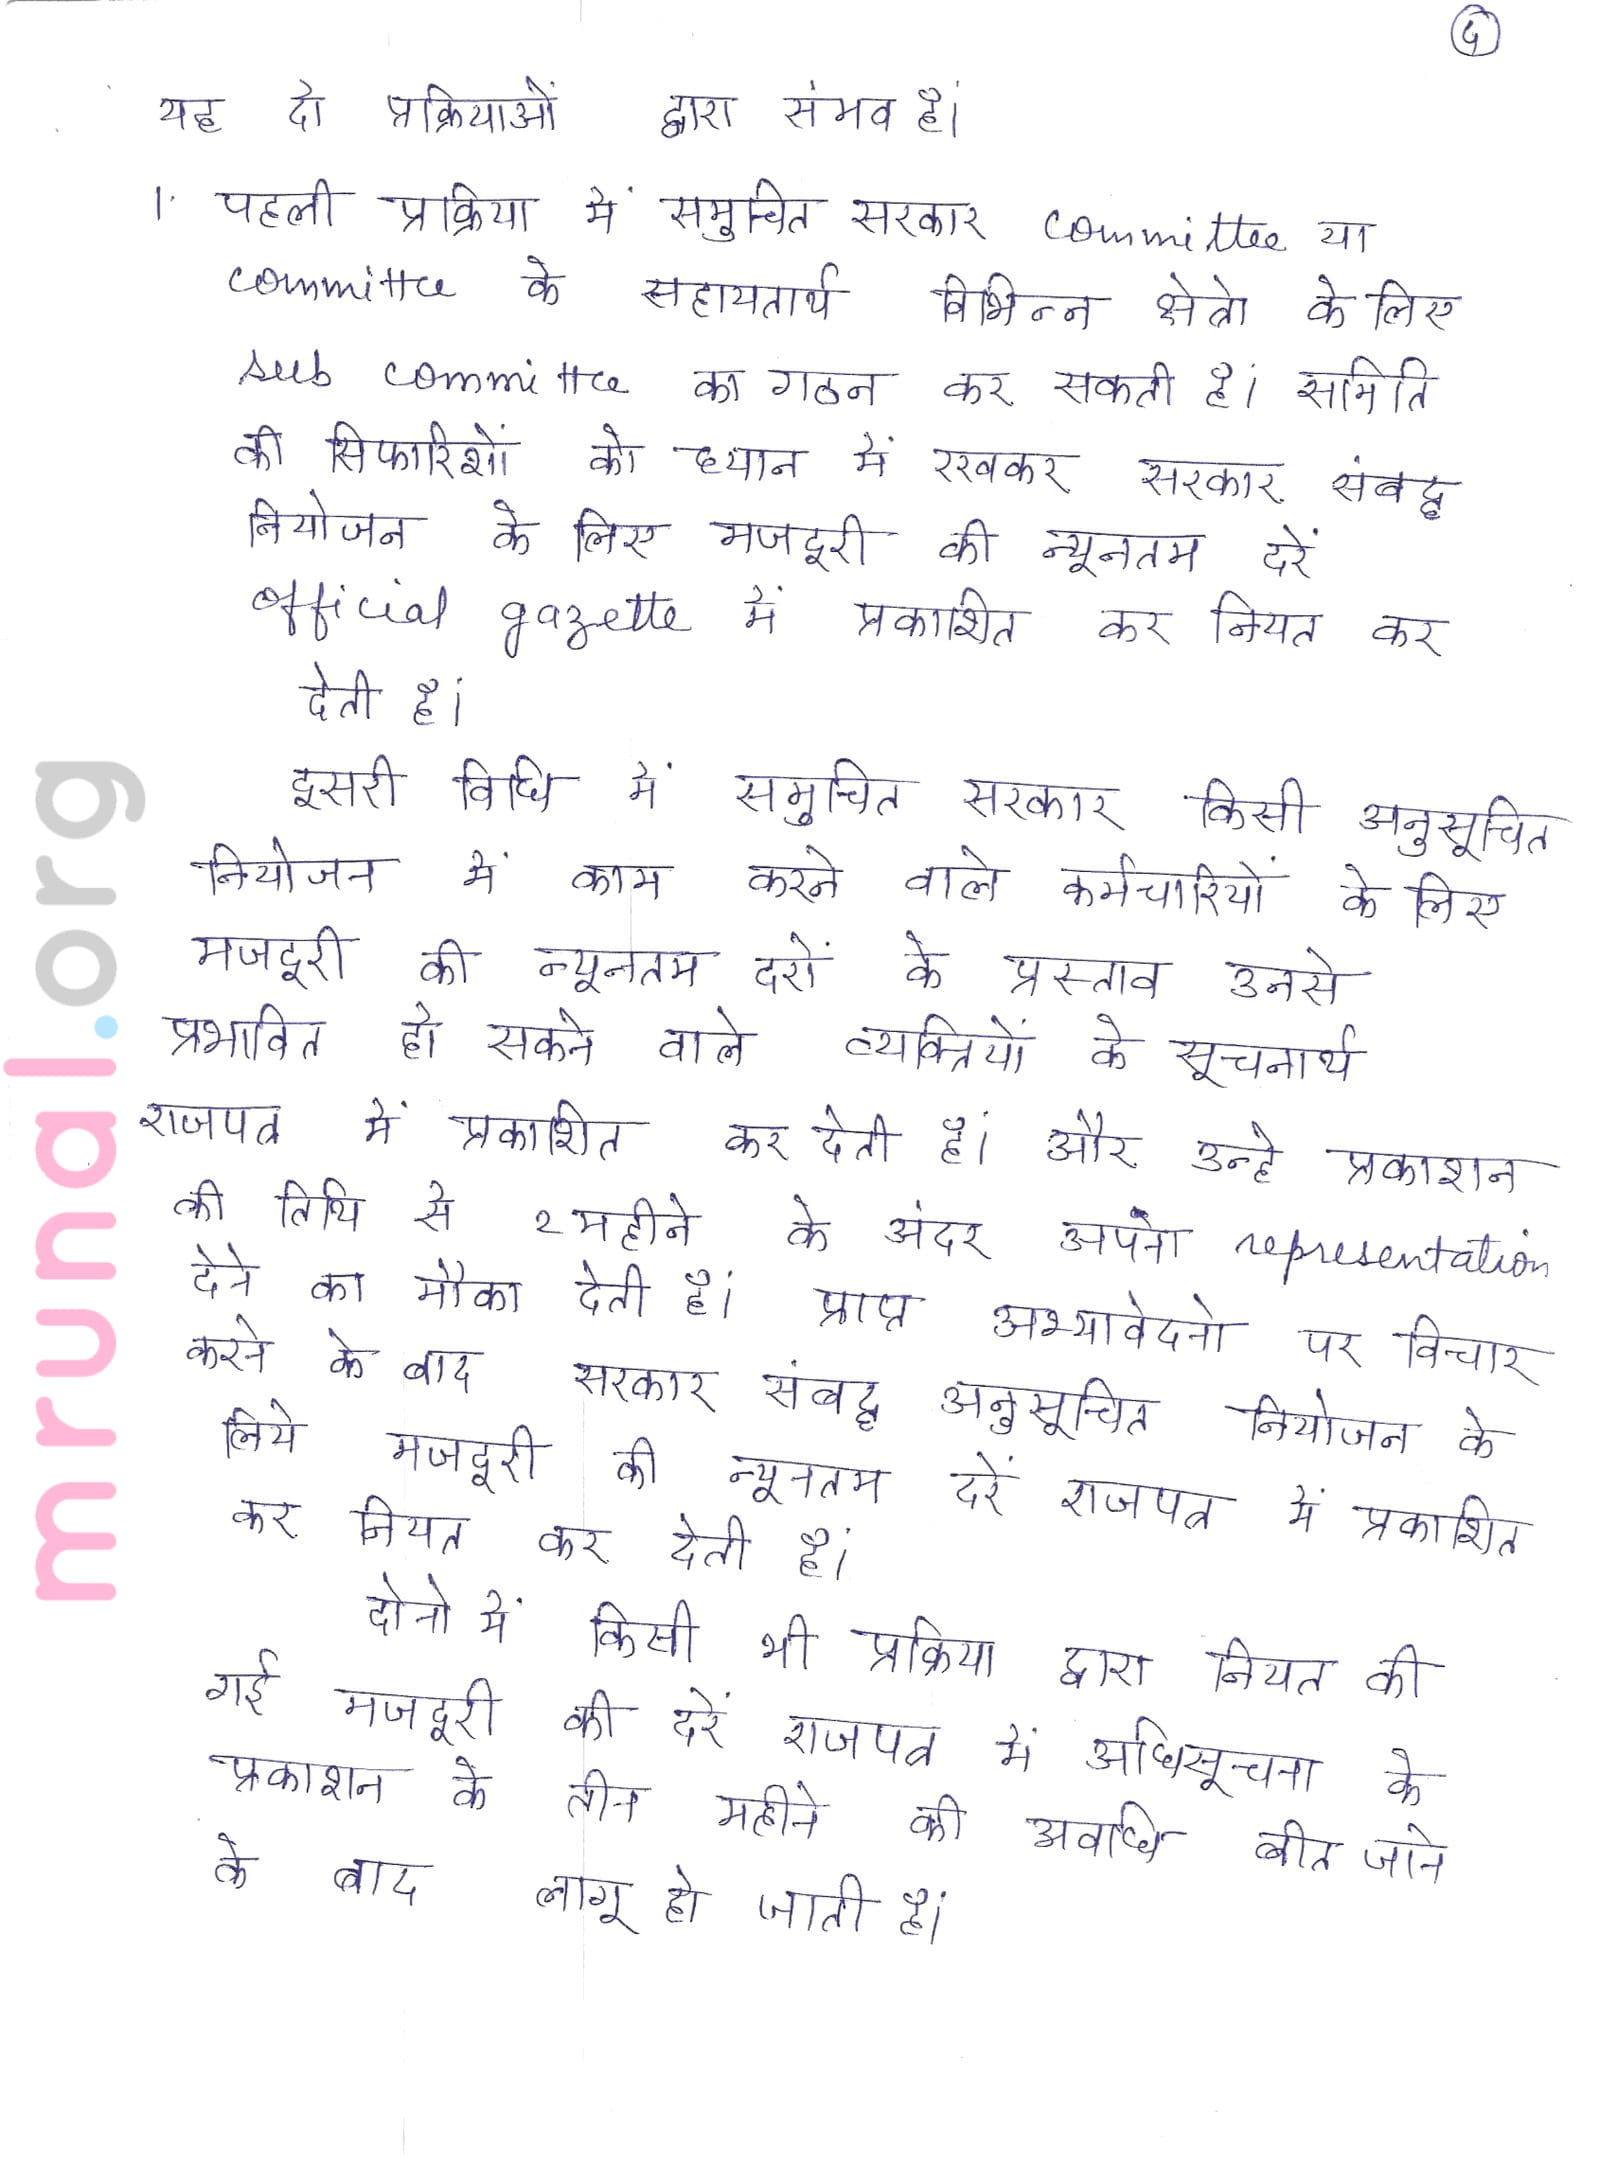 ५
यह दो प्रक्रियाओं द्वारा संभव है।
1. पहली प्रक्रिया में समुचित सरकार committee या
committee के सहायतार्थ विभिन्न क्षेत्रो के लिए
sub committee का गठन कर सकती है। समिति
की सिफारिशों को ध्यान में रखकर सरकार संबद्ध
नियोजन के लिए मजदूरी की न्यूनतम दरें
official gazette में प्रकाशित कर नियत कर
देती है।
दूसरी विधि में समुचित सरकार किसी अनुसूचित
नियोजन में काम करने वाले कर्मचारियों के लिए
मजदूरी की न्यूनतम दरों के प्रस्ताव उनसे
प्रभावित हो सकने वाले व्यक्तियों के सूचनार्थ
राजपत्र में प्रकाशित कर देती है। और उन्हे प्रकाशन
की तिथि से 2 महीने के अंदर अपना representation
देने का मौका देती है। प्राप्त अभ्यावेदनो पर विचार
करने के बाद सरकार संबद्ध अनुसूचित नियोजन के
लिये मजदूरी की न्यूनतम दरें राजपत्र में प्रकाशित
कर नियत कर देती है।
दोनो में किसी भी प्रक्रिया द्वारा नियत की
गई मजदूरी की दरें राजपत्र में अधिसूचना के
प्रकाशन के तीन महीने की अवधि बीत जाने
के बाद लागू हो जाती है।
mrunal.org